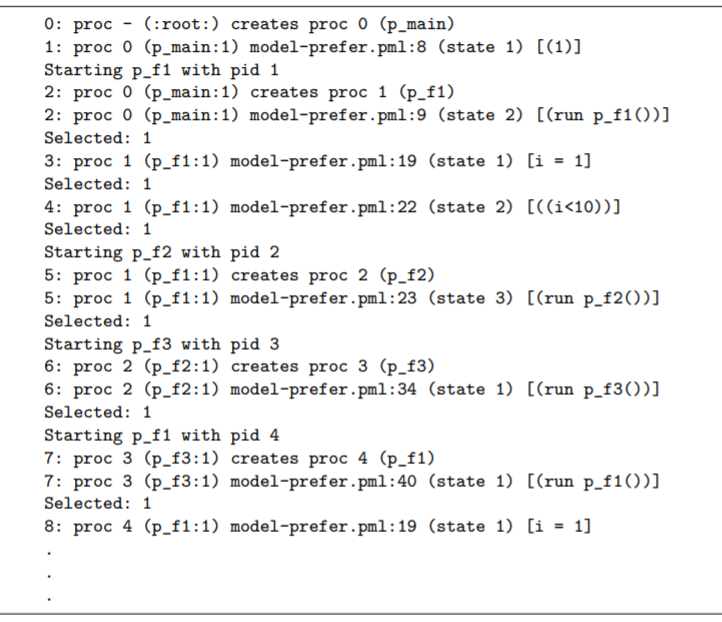 0: proc - (:root:) creates proc 0 (p_main)
1: proc 0 (p_main:1) model-prefer.pml:8 (state 1) [(1)]
Starting p_f1 with pid 1
2: proc 0 (p_main:1) creates proc 1 (p_f1)
2: proc 0 (p_main:1) model-prefer.pml:9 (state 2) [(run p_f1())]
Selected: 1
3: proc 1 (p_f1:1) model-prefer.pml:19 (state 1) [i = 1]
Selected: 1
4: proc 1 (p_f1:1) model-prefer.pml:22 (state 2) [((i<10))]
Selected: 1
Starting p_f2 with pid 2
5: proc 1 (p_f1:1) creates proc 2 (p_f2)
5: proc 1 (p_f1:1) model-prefer.pml:23 (state 3) [(run p_f2())]
Selected: 1
Starting p_f3 with pid 3
6: proc 2 (p_f2:1) creates proc 3 (p_f3)
6: proc 2 (p_f2:1) model-prefer.pml:34 (state 1) [(run p_f3())]
Selected: 1
Starting p_f1 with pid 4
7: proc 3 (p_f3:1) creates proc 4 (p_f1)
7: proc 3 (p_f3:1) model-prefer.pml:40 (state 1) [(run p_f1())]
Selected: 1
8: proc 4 (p_f1:1) model-prefer.pml:19 (state 1) [i = 1]
.
.
.